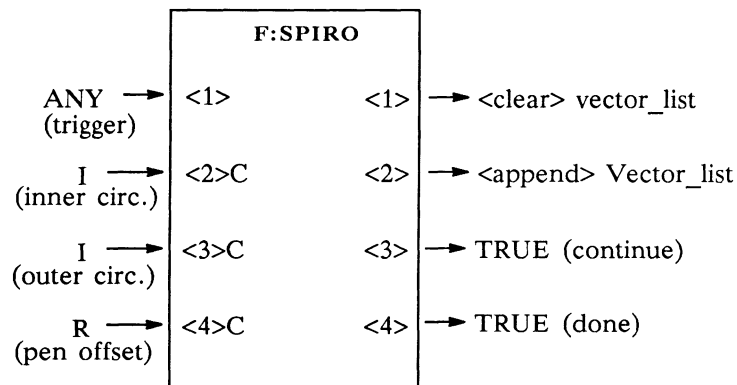 F:SPIRO
ANY <1> <1> <clear> vector_list
(trigger)
I <2>C <2> <append> Vector_list
(inner circ.)
I <3>C <3> TRUE (continue)
(outer circ.)
R <4>C <4> TRUE (done)
(pen offset)